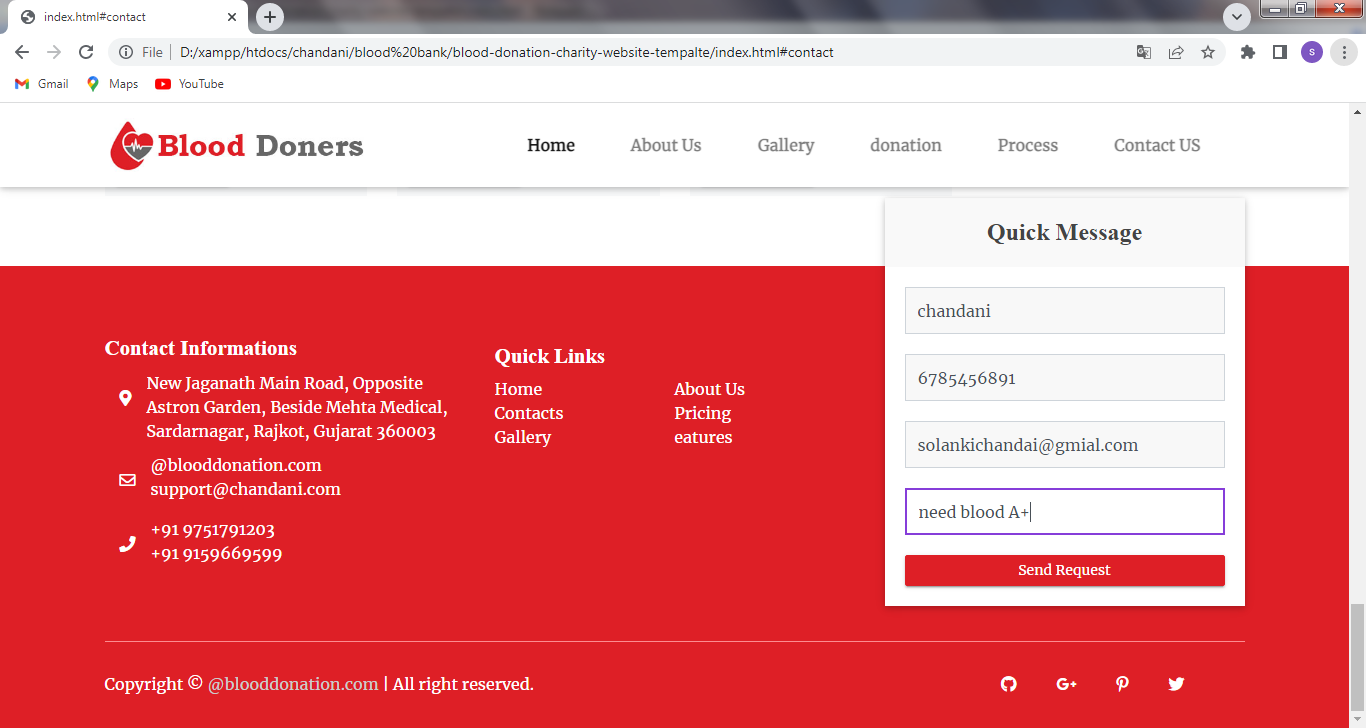 index.html#contact
File
D:/xampp/htdocs/chandani/blood%20bank/blood-donation-charity-website-tempalte/index.html#contact
S
Gmail
Maps
YouTube
Blood Doners
Home
About Us
Gallery
donation
Process
Contact US
Contact Informations
New Jaganath Main Road, Opposite
Astron Garden, Beside Mehta Medical,
Sardarnagar, Rajkot, Gujarat 360003
@blooddonation.com
support@chandani.com
+91 9751791203
+91 9159669599
Quick Links
Home
About Us
Contacts
Pricing
Gallery
eatures
Quick Message
chandani
6785456891
solankichandai@gmial.com
need blood A+
Send Request
Copyright © @blooddonation.com | All right reserved.
G+